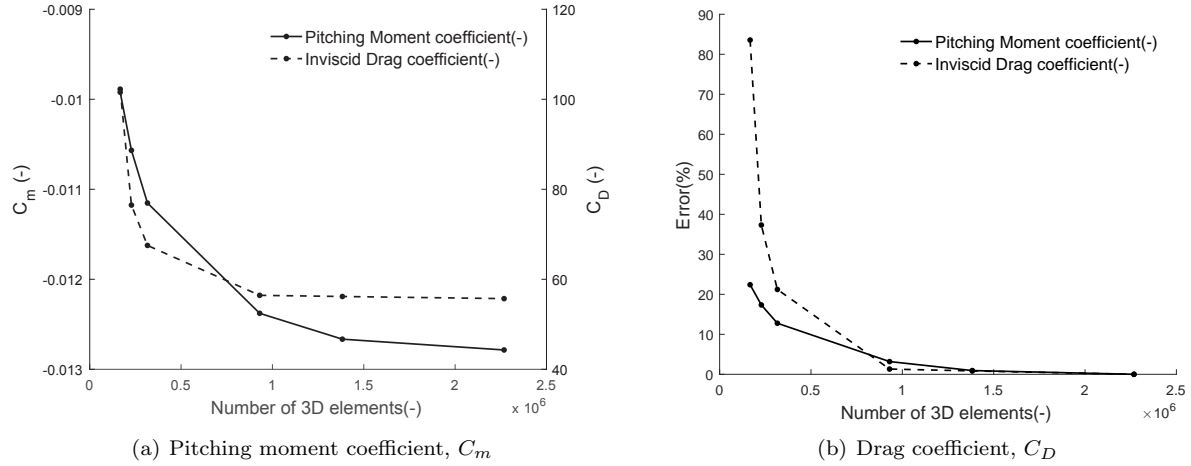 -0.009
-0.01
-0.011
-0.012
-0.013
C_m (-)
120
100
80
60
40
C_D (-)
Pitching Moment coefficient(-)
Inviscid Drag coefficient(-)
0 0.5 1 1.5 2 2.5
Number of 3D elements(-)
× 10^6
(a) Pitching moment coefficient, C_m
90
80
70
60
50
40
30
20
10
0
Error(%)
Pitching Moment coefficient(-)
Inviscid Drag coefficient(-)
0 0.5 1 1.5 2 2.5
Number of 3D elements(-)
×10^6
(b) Drag coefficient, C_D